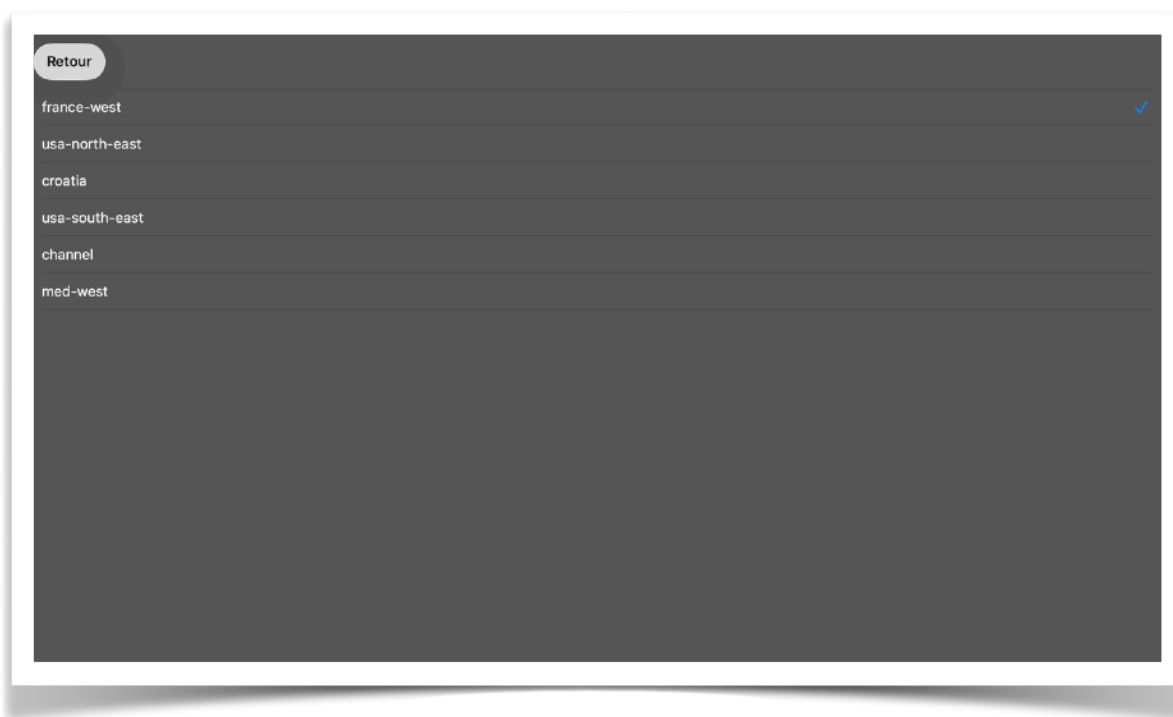 Retour
france-west
usa-north-east
croatia
usa-south-east
channel
med-west